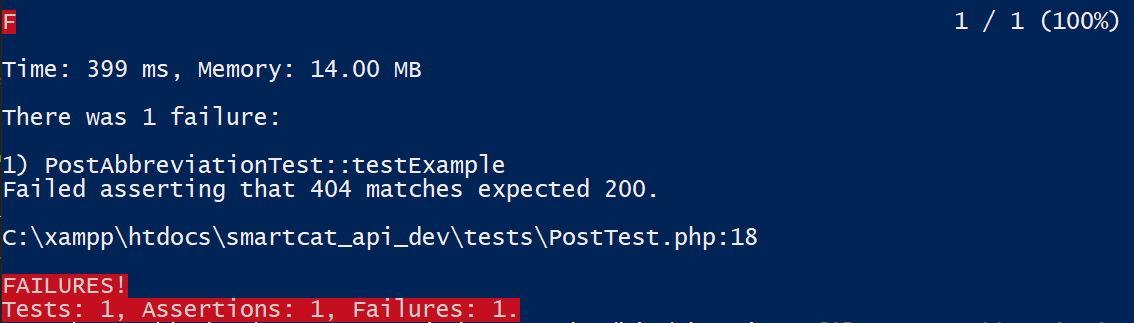 F 1 / 1 (100%)
Time: 399 ms, Memory: 14.00 MB
There was 1 failure:
1) PostAbbreviationTest::testExample
Failed asserting that 404 matches expected 200.
C:\xampp\htdocs\smartcat_api_dev\tests\PostTest.php:18
FAILURES!
Tests: 1, Assertions: 1, Failures: 1.